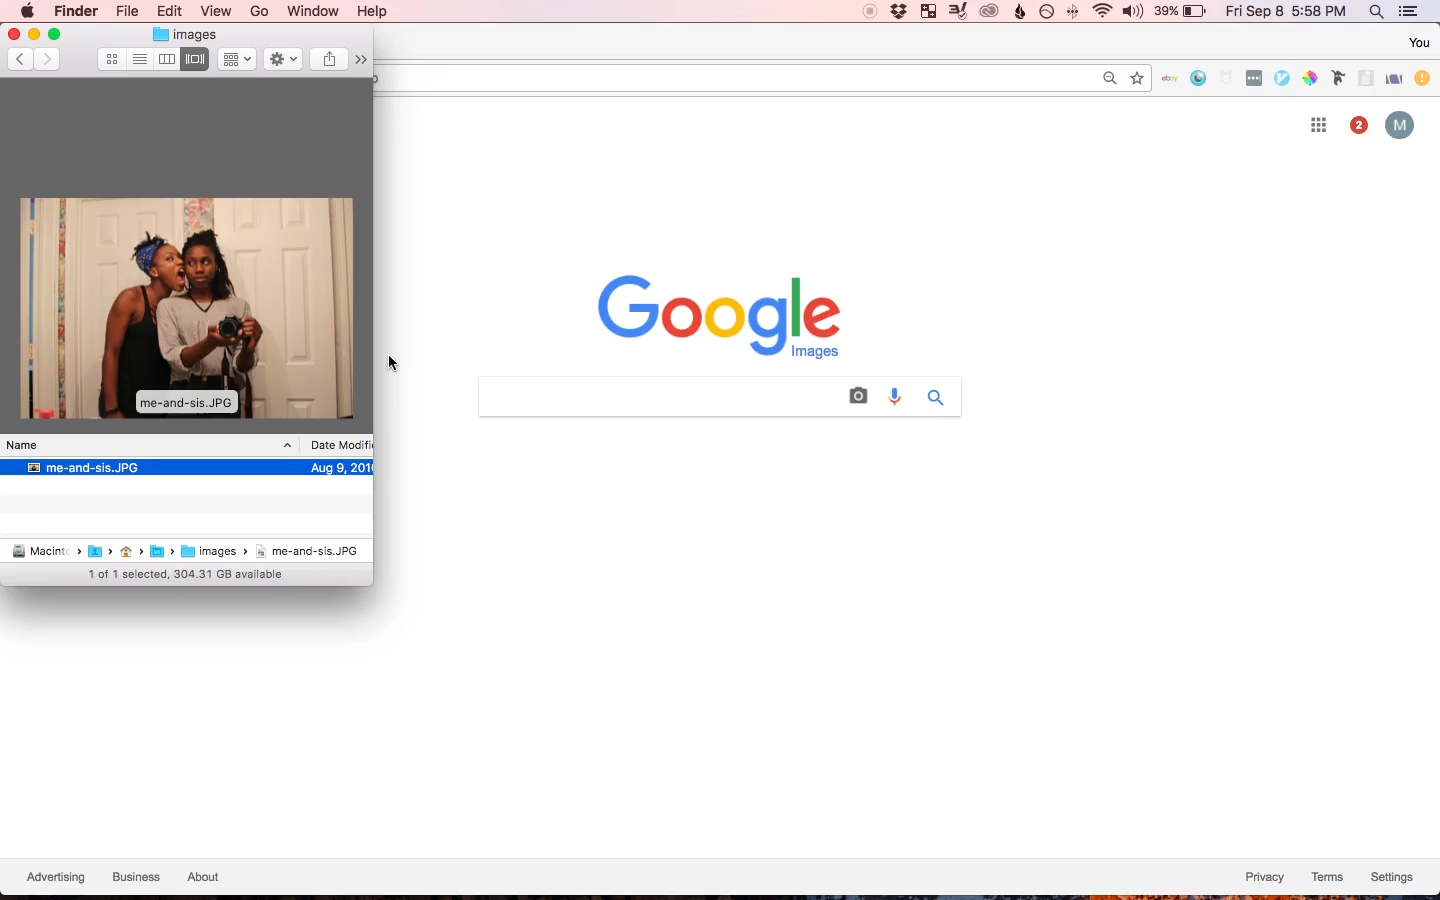 Finder File Edit View Go Window Help
39% Fri Sep 8 5:58 PM
images
You
ebay
2
M
Google
Images
me-and-sis.JPG
Name Date Modifi
me-and-sis.JPG Aug 9, 201
Macint images me-and-sis.JPG
1 of 1 selected, 304.31 GB available
Advertising Business About Privacy Terms Settings